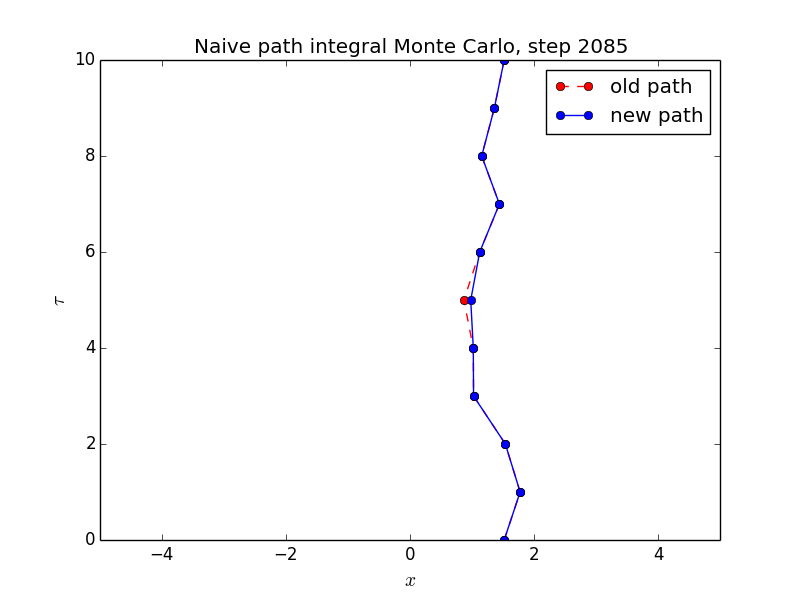 Naive path integral Monte Carlo, step 2085
old path
new path
10
8
6
4
2
0
τ
−4 −2 0 2 4
x